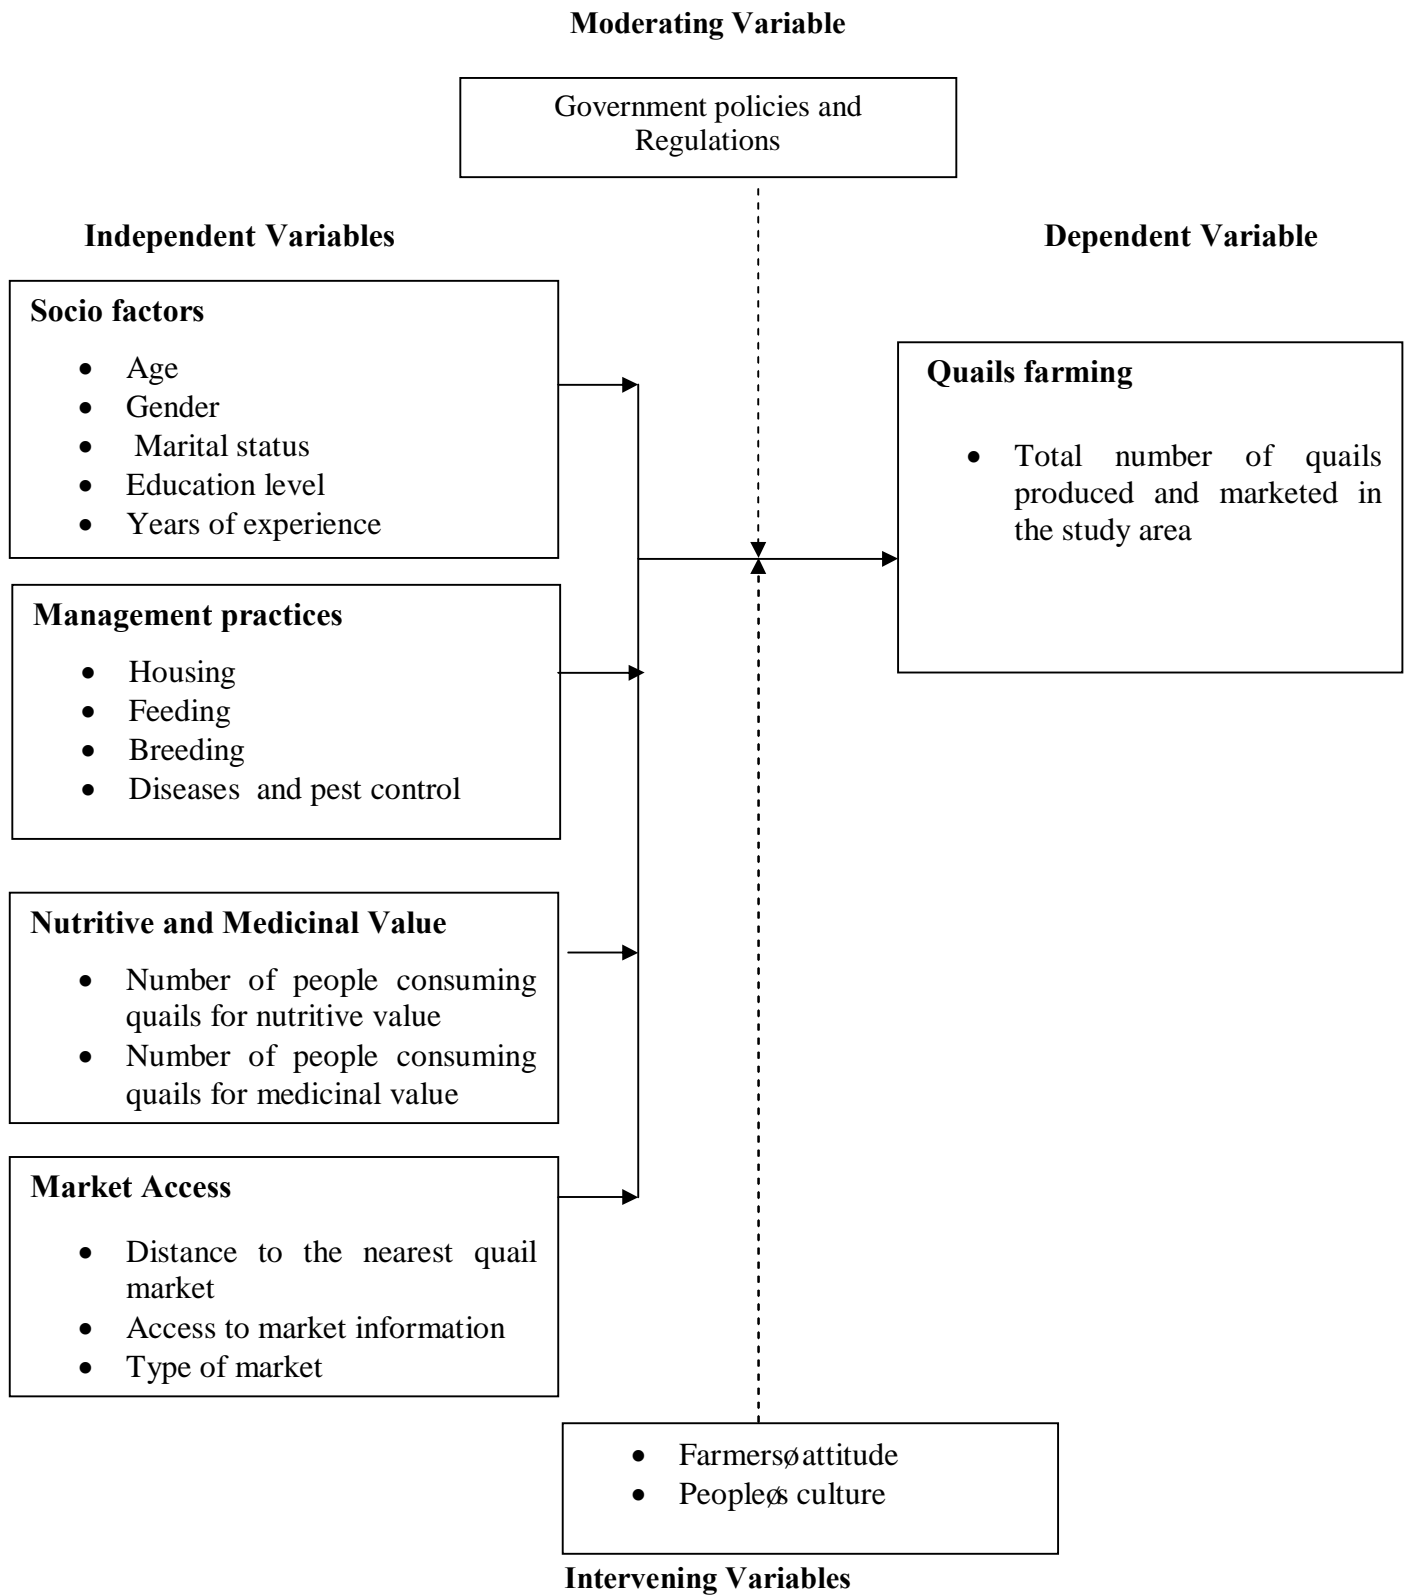 Moderating Variable
Government policies and
Regulations
Independent Variables
Dependent Variable
Socio factors
• Age
• Gender
• Marital status
• Education level
• Years of experience
Quails farming
• Total number of quails
produced and marketed in
the study area
Management practices
• Housing
• Feeding
• Breeding
• Diseases and pest control
Nutritive and Medicinal Value
• Number of people consuming
quails for nutritive value
• Number of people consuming
quails for medicinal value
Market Access
• Distance to the nearest quail
market
• Access to market information
• Type of market
• Farmersø attitude
• Peopleøs culture
Intervening Variables